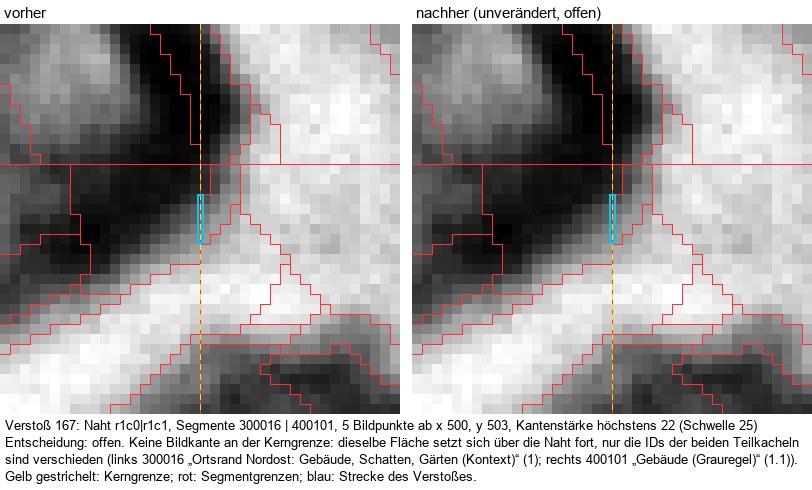 vorher
nachher (unverändert, offen)
Verstoß 167: Naht r1c0|r1c1, Segmente 300016 | 400101, 5 Bildpunkte ab x 500, y 503, Kantenstärke höchstens 22 (Schwelle 25)
Entscheidung: offen. Keine Bildkante an der Kerngrenze: dieselbe Fläche setzt sich über die Naht fort, nur die IDs der beiden Teilkacheln
sind verschieden (links 300016 „Ortsrand Nordost: Gebäude, Schatten, Gärten (Kontext)“ (1); rechts 400101 „Gebäude (Grauregel)“ (1.1)).
Gelb gestrichelt: Kerngrenze; rot: Segmentgrenzen; blau: Strecke des Verstoßes.